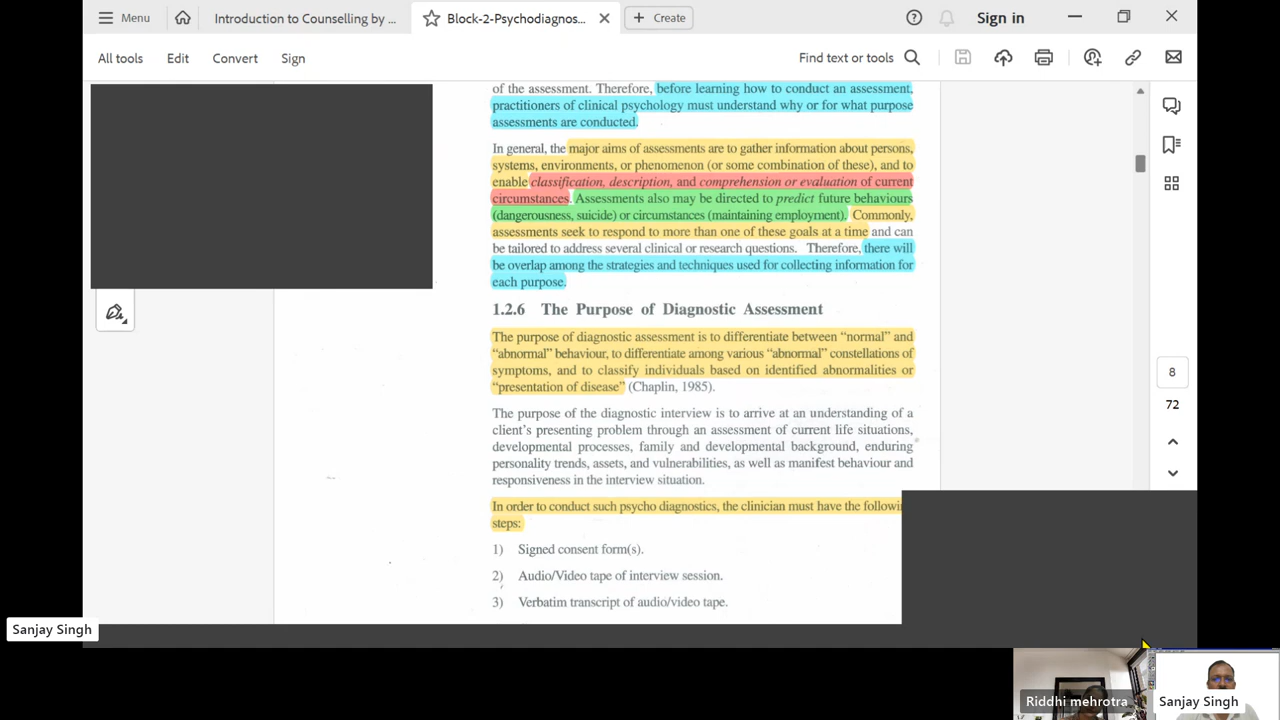 Menu
Introduction to Counselling by ...
Block-2-Psychodiagnos...
Create
Sign in
All tools
Edit
Convert
Sign
Find text or tools
of the assessment. Therefore, before learning how to conduct an assessment,
practitioners of clinical psychology must understand why or for what purpose
assessments are conducted.
In general, the major aims of assessments are to gather information about persons,
systems, environments, or phenomenon (or some combination of these), and to
enable classification, description, and comprehension or evaluation of current
circumstances. Assessments also may be directed to predict future behaviours
(dangerousness, suicide) or circumstances (maintaining employment). Commonly,
assessments seek to respond to more than one of these goals at a time and can
be tailored to address several clinical or research questions. Therefore, there will
be overlap among the strategies and techniques used for collecting information for
each purpose.
1.2.6 The Purpose of Diagnostic Assessment
The purpose of diagnostic assessment is to differentiate between “normal” and
“abnormal” behaviour, to differentiate among various “abnormal” constellations of
symptoms, and to classify individuals based on identified abnormalities or
“presentation of disease” (Chaplin, 1985).
The purpose of the diagnostic interview is to arrive at an understanding of a
client’s presenting problem through an assessment of current life situations,
developmental processes, family and developmental background, enduring
personality trends, assets, and vulnerabilities, as well as manifest behaviour and
responsiveness in the interview situation.
In order to conduct such psycho diagnostics, the clinician must have the followin
steps:
1) Signed consent form(s).
2) Audio/Video tape of interview session.
3) Verbatim transcript of audio/video tape.
8
72
Sanjay Singh
Riddhi mehrotra
Sanjay Singh